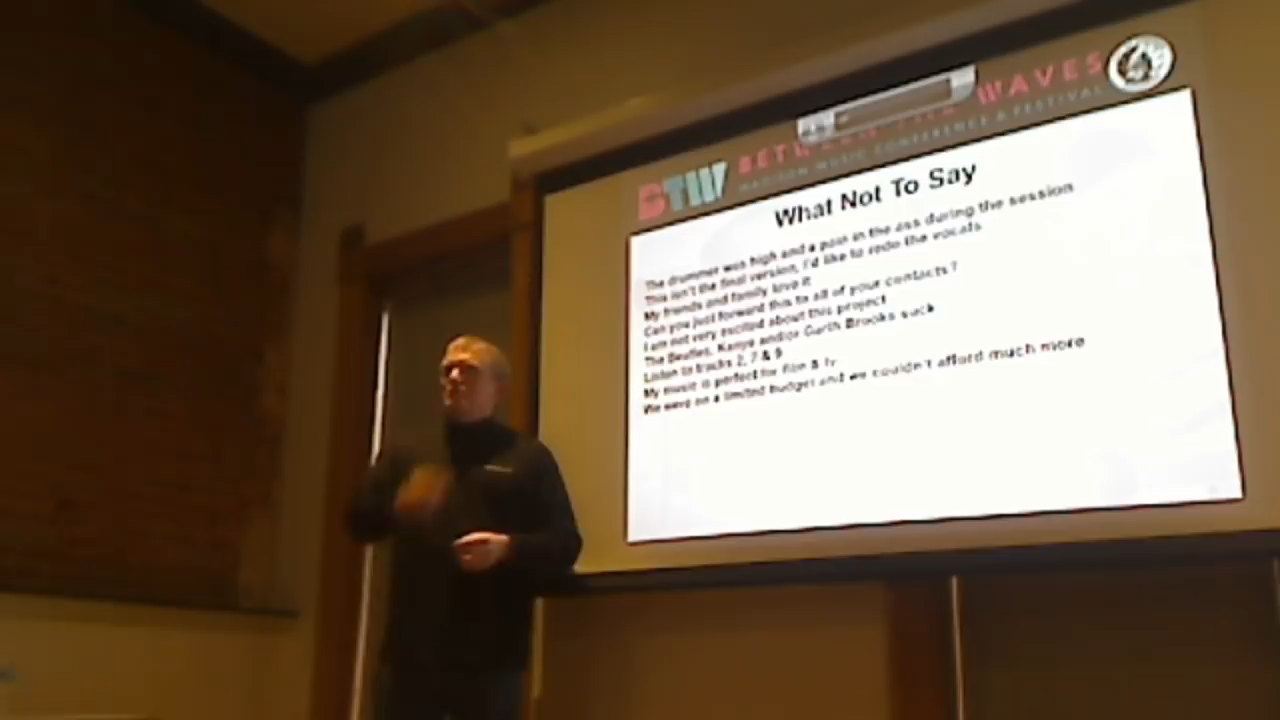 BTW BETWEEN THE WAVES
MADISON MUSIC CONFERENCE & FESTIVAL
What Not To Say
The drummer was high and a pain in the ass during the session
This isn't the final version, I'd like to redo the vocals
My friends and family love it
Can you just forward this to all of your contacts?
I am not very excited about this project
The Beatles, Kanye and/or Garth Brooks suck
Listen to tracks 2, 7 & 9
My music is perfect for film & tv
We were on a limited budget and we couldn't afford much more